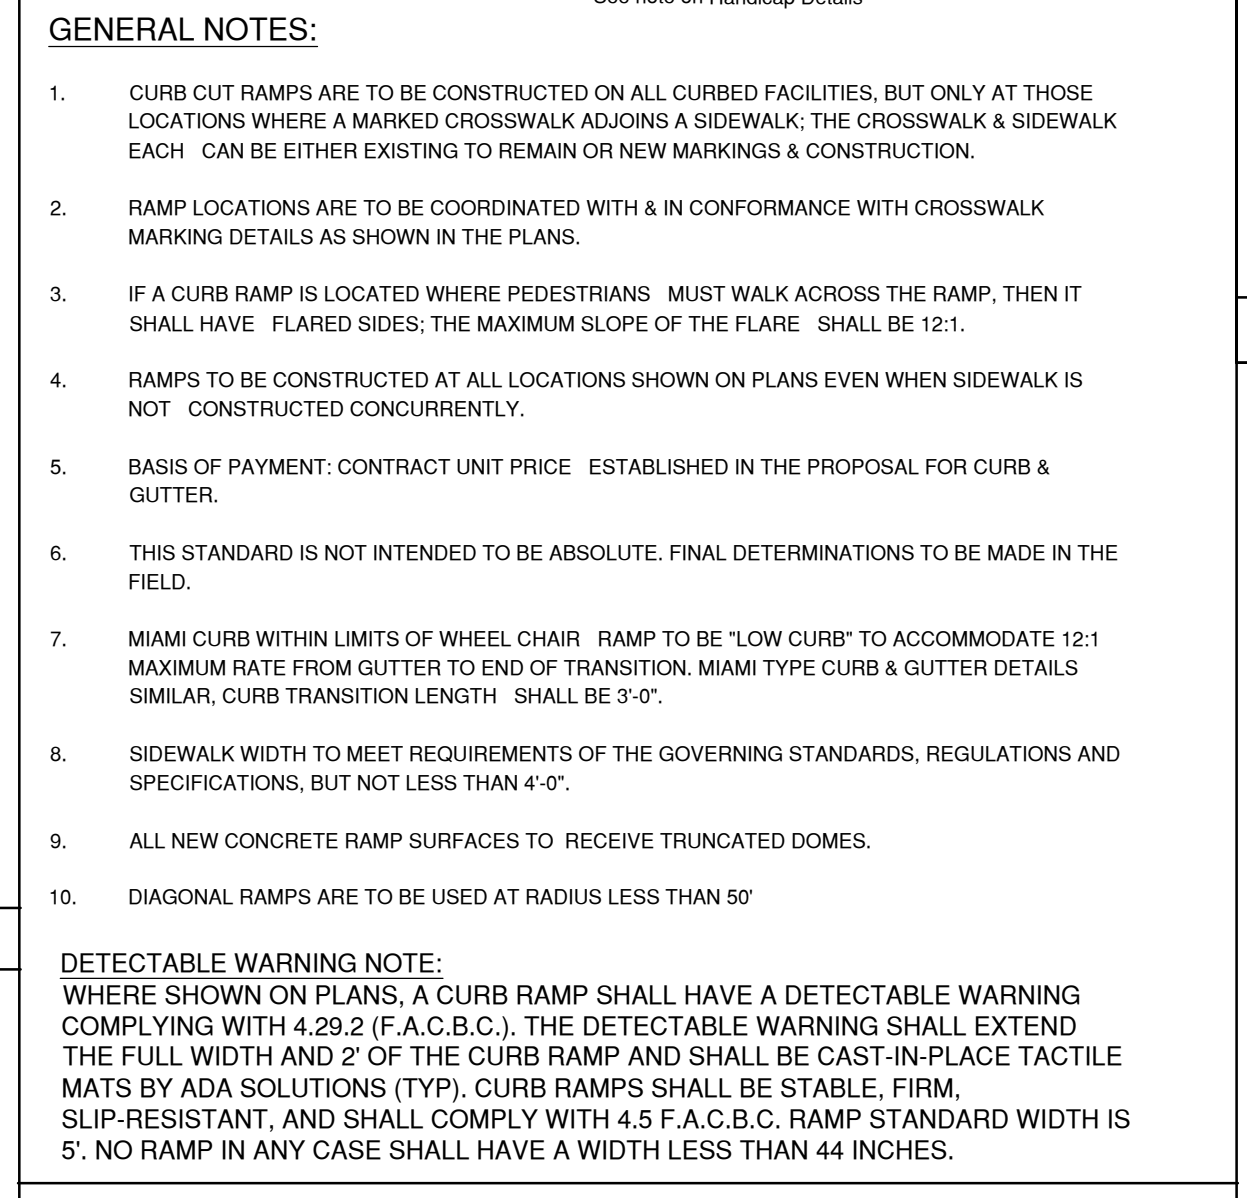 See note on Handicap Details
GENERAL NOTES:
1. CURB CUT RAMPS ARE TO BE CONSTRUCTED ON ALL CURBED FACILITIES, BUT ONLY AT THOSE
LOCATIONS WHERE A MARKED CROSSWALK ADJOINS A SIDEWALK; THE CROSSWALK & SIDEWALK
EACH CAN BE EITHER EXISTING TO REMAIN OR NEW MARKINGS & CONSTRUCTION.
2. RAMP LOCATIONS ARE TO BE COORDINATED WITH & IN CONFORMANCE WITH CROSSWALK
MARKING DETAILS AS SHOWN IN THE PLANS.
3. IF A CURB RAMP IS LOCATED WHERE PEDESTRIANS MUST WALK ACROSS THE RAMP, THEN IT
SHALL HAVE FLARED SIDES; THE MAXIMUM SLOPE OF THE FLARE SHALL BE 12:1.
4. RAMPS TO BE CONSTRUCTED AT ALL LOCATIONS SHOWN ON PLANS EVEN WHEN SIDEWALK IS
NOT CONSTRUCTED CONCURRENTLY.
5. BASIS OF PAYMENT: CONTRACT UNIT PRICE ESTABLISHED IN THE PROPOSAL FOR CURB &
GUTTER.
6. THIS STANDARD IS NOT INTENDED TO BE ABSOLUTE. FINAL DETERMINATIONS TO BE MADE IN THE
FIELD.
7. MIAMI CURB WITHIN LIMITS OF WHEEL CHAIR RAMP TO BE "LOW CURB" TO ACCOMMODATE 12:1
MAXIMUM RATE FROM GUTTER TO END OF TRANSITION. MIAMI TYPE CURB & GUTTER DETAILS
SIMILAR, CURB TRANSITION LENGTH SHALL BE 3'-0".
8. SIDEWALK WIDTH TO MEET REQUIREMENTS OF THE GOVERNING STANDARDS, REGULATIONS AND
SPECIFICATIONS, BUT NOT LESS THAN 4'-0".
9. ALL NEW CONCRETE RAMP SURFACES TO RECEIVE TRUNCATED DOMES.
10. DIAGONAL RAMPS ARE TO BE USED AT RADIUS LESS THAN 50'
DETECTABLE WARNING NOTE:
WHERE SHOWN ON PLANS, A CURB RAMP SHALL HAVE A DETECTABLE WARNING
COMPLYING WITH 4.29.2 (F.A.C.B.C.). THE DETECTABLE WARNING SHALL EXTEND
THE FULL WIDTH AND 2' OF THE CURB RAMP AND SHALL BE CAST-IN-PLACE TACTILE
MATS BY ADA SOLUTIONS (TYP). CURB RAMPS SHALL BE STABLE, FIRM,
SLIP-RESISTANT, AND SHALL COMPLY WITH 4.5 F.A.C.B.C. RAMP STANDARD WIDTH IS
5'. NO RAMP IN ANY CASE SHALL HAVE A WIDTH LESS THAN 44 INCHES.